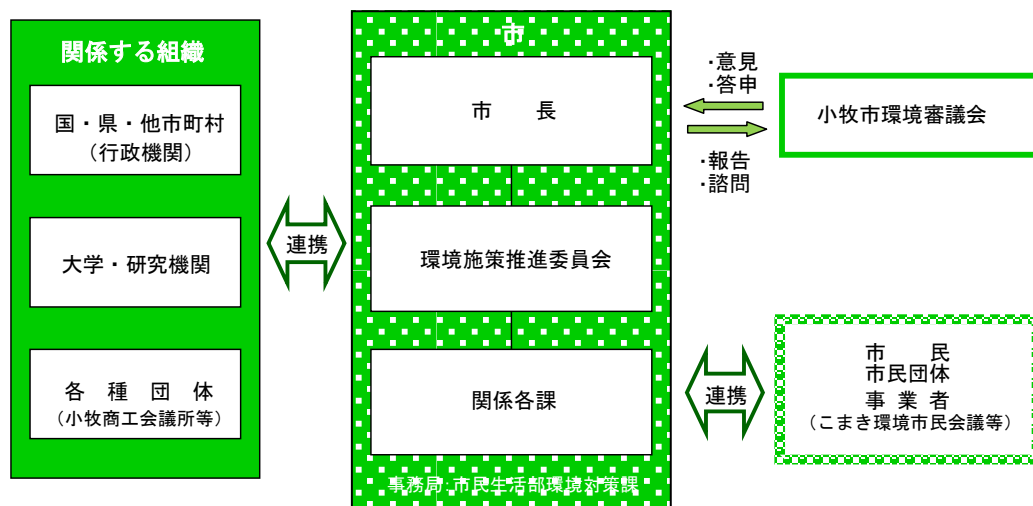 関係する組織
国・県・他市町村
（行政機関）
大学・研究機関
各種団体
（小牧商工会議所等）
連携
市
市長
環境施策推進委員会
関係各課
事務局：市民生活部環境対策課
・意見
・答申
・報告
・諮問
小牧市環境審議会
連携
市民
市民団体
事業者
（こまき環境市民会議等）